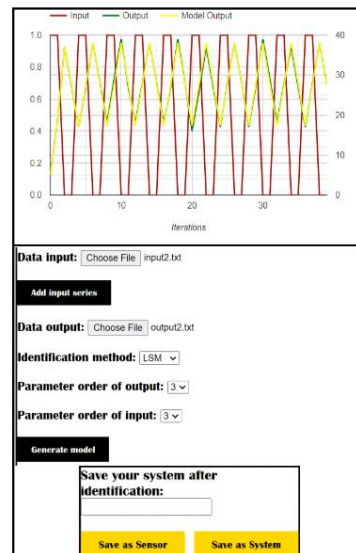 Input Output Model Output
1.0 40
0.8 30
0.6
20
0.4
0.2 10
0.0 0
0 10 20 30
Iterations
Data input: Choose File input2.txt
Add input series
Data output: Choose File output2.txt
Identification method: LSM
Parameter order of output: 3
Parameter order of input: 3
Generate model
Save your system after
identification:
Save as Sensor Save as System